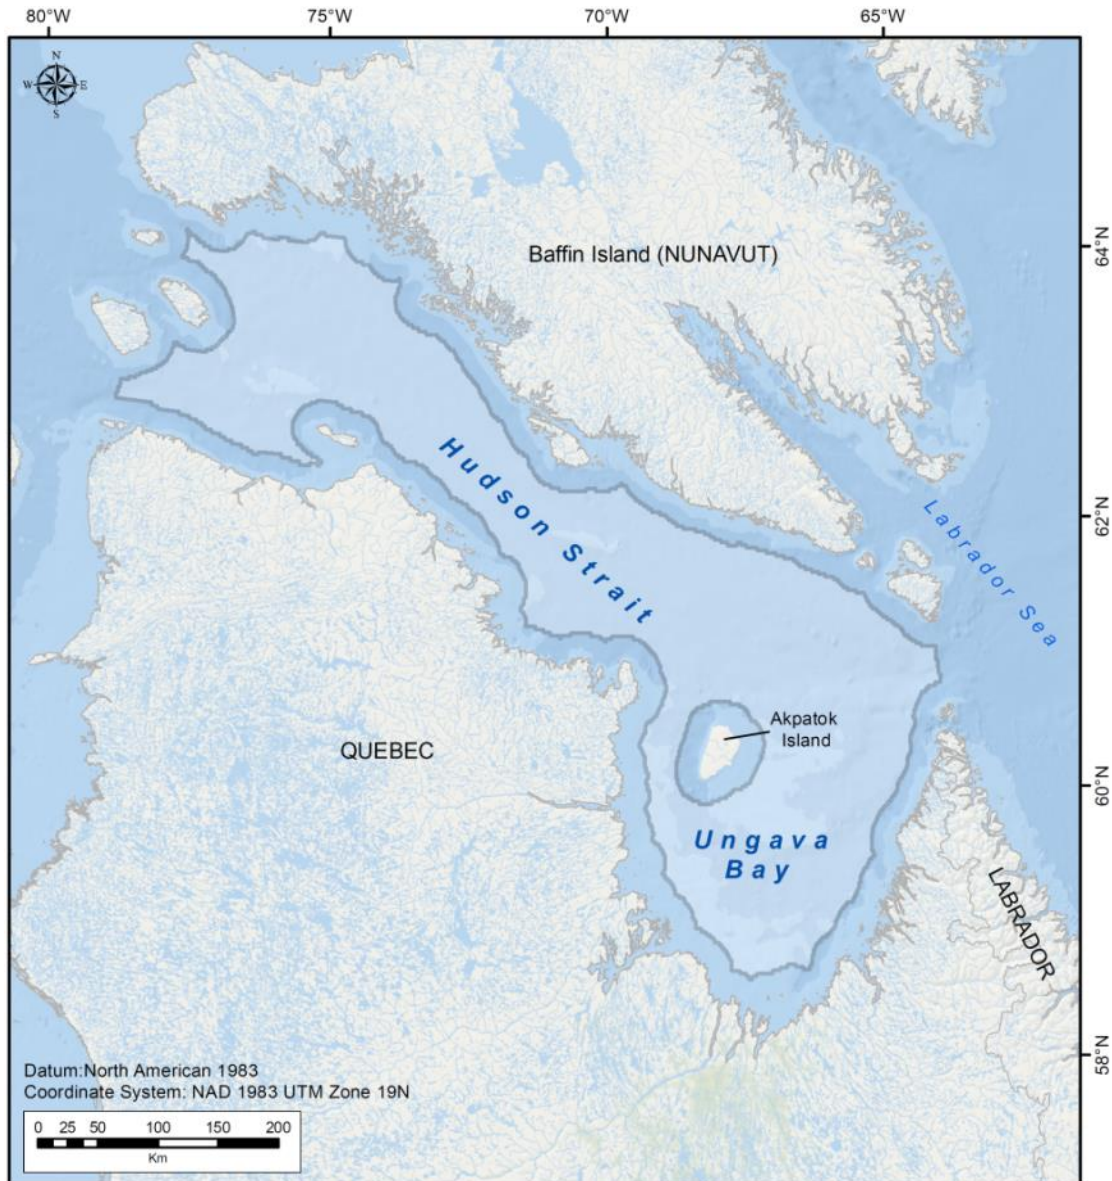 80°W 75°W 70°W 65°W
N
W E
S
64°N
Baffin Island (NUNAVUT)
Hudson Strait
62°N
Labrador Sea
Akpatok
Island
QUEBEC
60°N
Ungava
Bay
LABRADOR
58°N
Datum:North American 1983
Coordinate System: NAD 1983 UTM Zone 19N
0 25 50 100 150 200
Km